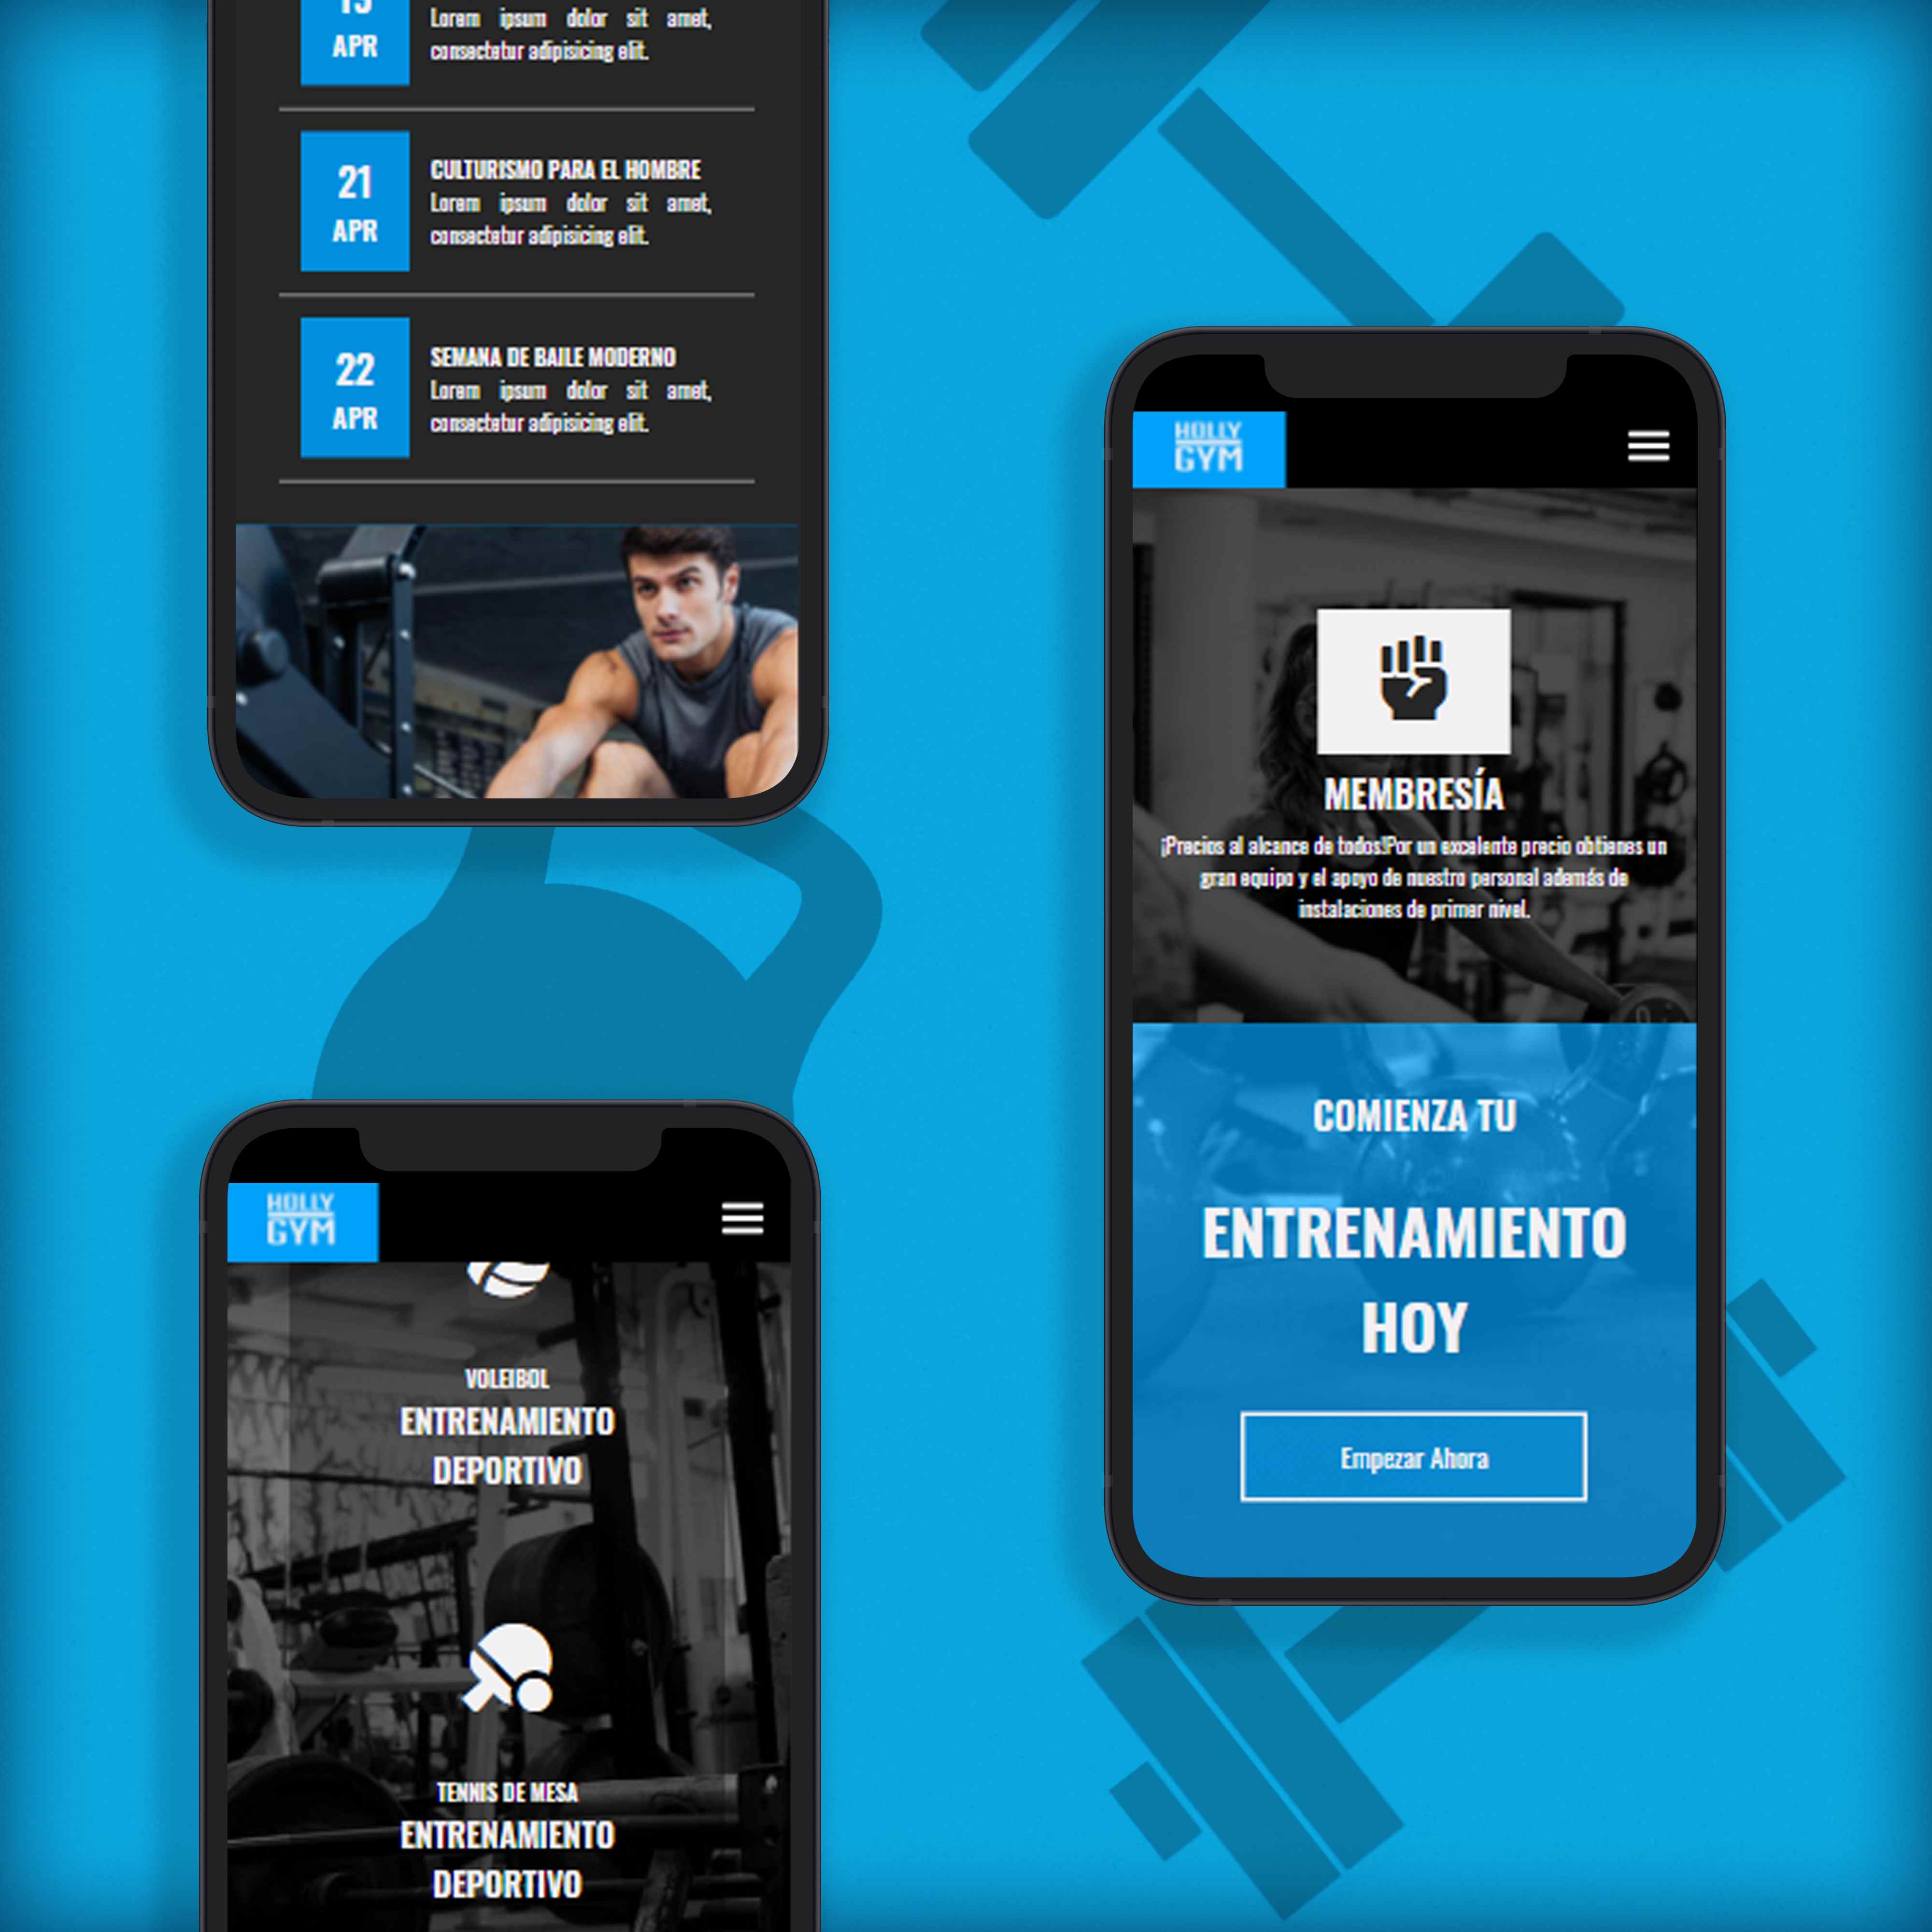 APR
Lorem ipsum dolor sit amet,
consectetur adipisicing elit.
21
APR
CULTURISMO PARA EL HOMBRE
Lorem ipsum dolor sit amet,
consectetur adipisicing elit.
22
APR
SEMANA DE BAILE MODERNO
Lorem ipsum dolor sit amet,
consectetur adipisicing elit.
HOLLY
GYM
MEMBRESÍA
¡Precios al alcance de todos!Por un excelente precio obtienes un
gran equipo y el apoyo de nuestro personal además de
instalaciones de primer nivel.
COMIENZA TU
ENTRENAMIENTO
HOY
Empezar Ahora
HOLLY
GYM
VOLEIBOL
ENTRENAMIENTO
DEPORTIVO
TENNIS DE MESA
ENTRENAMIENTO
DEPORTIVO